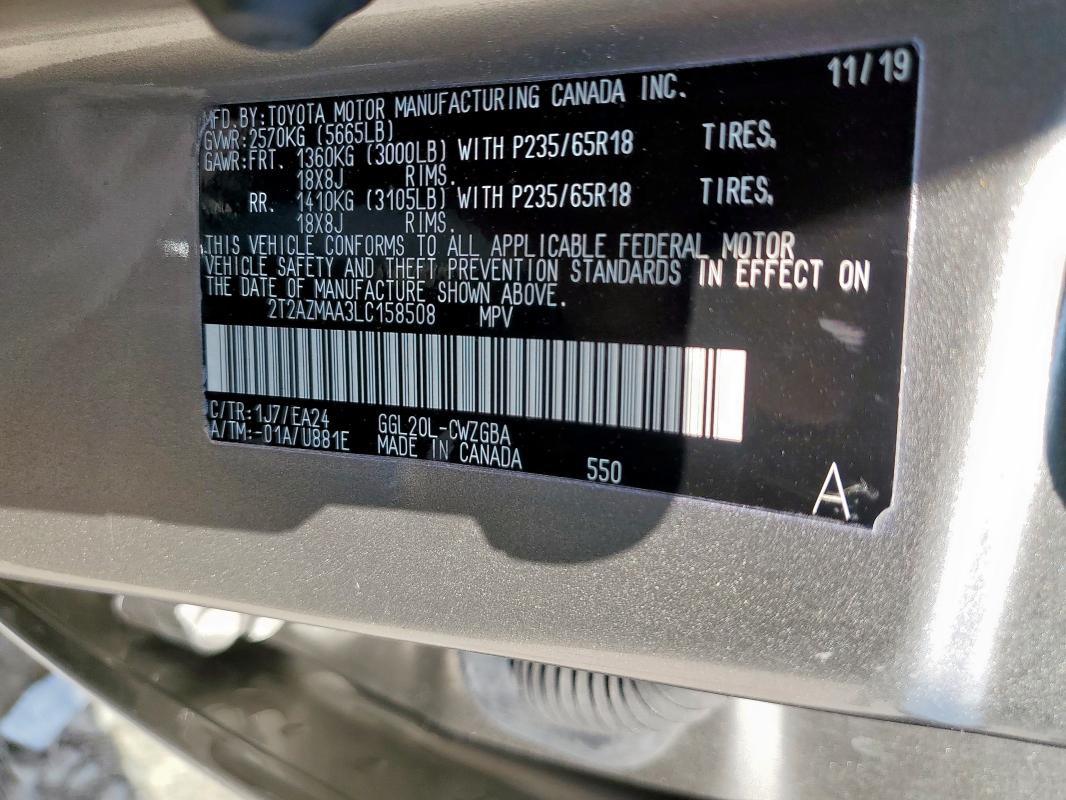 11/19
MFD.BY:TOYOTA MOTOR MANUFACTURING CANADA INC.
GVWR:2570KG (5665LB)
GAWR:FRT. 1360KG (3000LB) WITH P235/65R18 TIRES,
18X8J RIMS.
RR. 1410KG (3105LB) WITH P235/65R18 TIRES,
18X8J RIMS.
THIS VEHICLE CONFORMS TO ALL APPLICABLE FEDERAL MOTOR
VEHICLE SAFETY AND THEFT PREVENTION STANDARDS IN EFFECT ON
THE DATE OF MANUFACTURE SHOWN ABOVE.
2T2AZMAA3LC158508 MPV
C/TR:1J7/EA24 GGL20L-CWZGBA
A/TM:-01A/U881E MADE IN CANADA 550
A